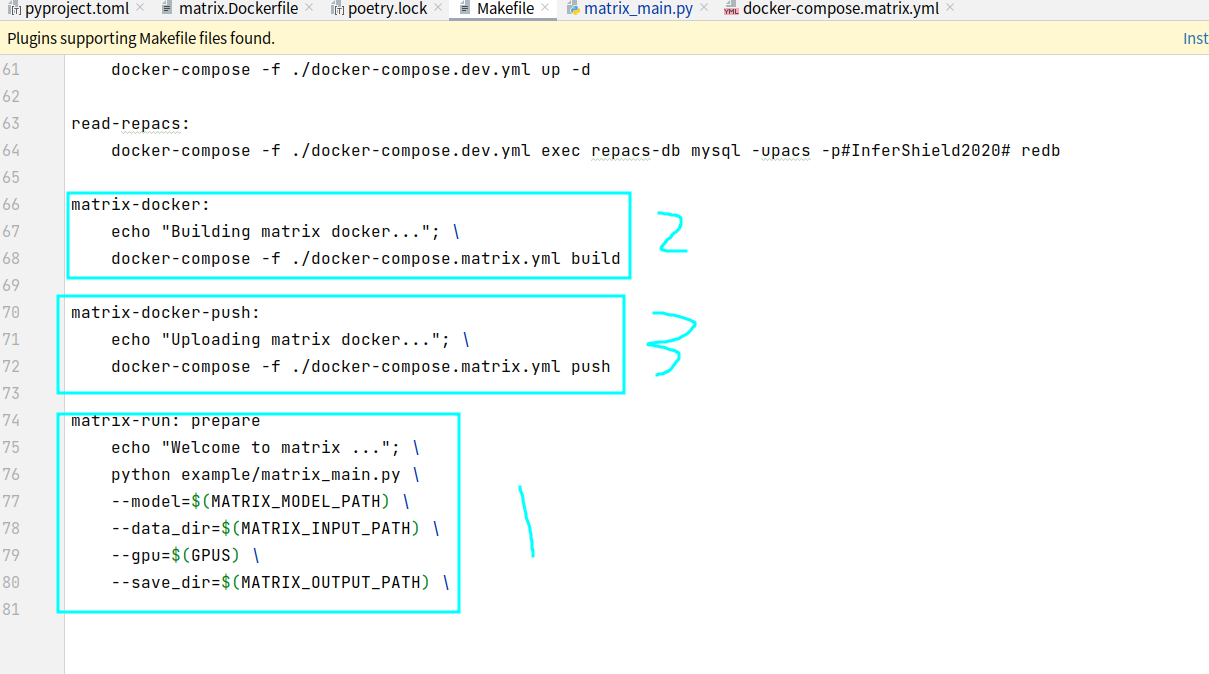 pyproject.toml matrix.Dockerfile poetry.lock Makefile matrix_main.py docker-compose.matrix.yml
Plugins supporting Makefile files found. Inst
61 docker-compose -f ./docker-compose.dev.yml up -d
62
63 read-repacs:
64 docker-compose -f ./docker-compose.dev.yml exec repacs-db mysql -upacs -p#InferShield2020# redb
65
66 matrix-docker:
67 echo "Building matrix docker..."; \
68 docker-compose -f ./docker-compose.matrix.yml build
2
69
70 matrix-docker-push:
71 echo "Uploading matrix docker..."; \
72 docker-compose -f ./docker-compose.matrix.yml push
3
73
74 matrix-run: prepare
75 echo "Welcome to matrix ..."; \
76 python example/matrix_main.py \
77 --model=$(MATRIX_MODEL_PATH) \
78 --data_dir=$(MATRIX_INPUT_PATH) \
79 --gpu=$(GPUS) \
80 --save_dir=$(MATRIX_OUTPUT_PATH) \
1
81